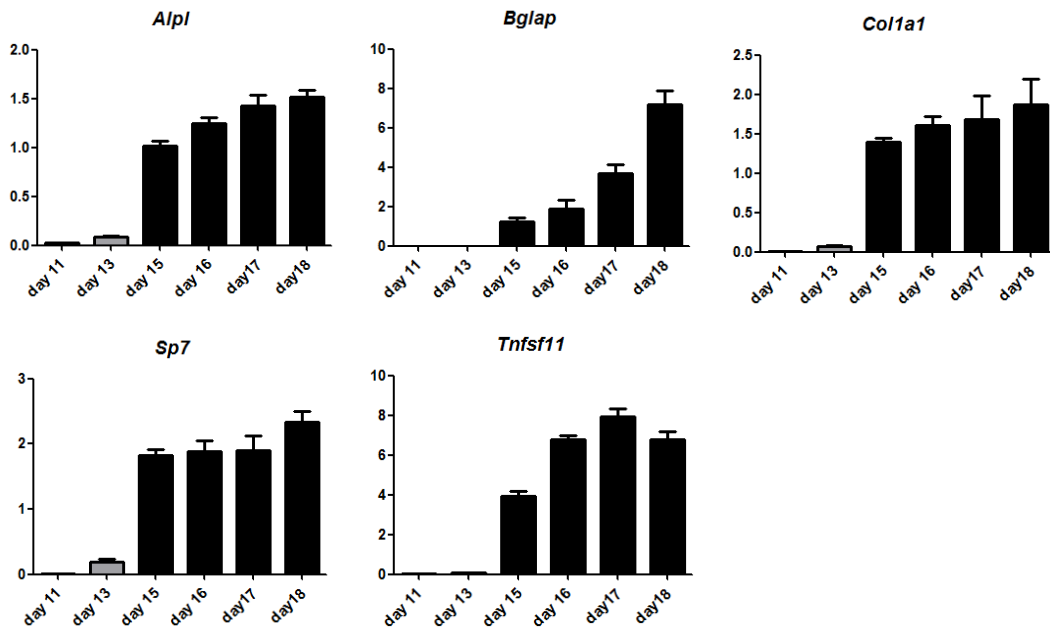 Alpl
2.0
1.5
1.0
0.5
0.0
day 11
day 13
day 15
day 16
day17
day18
Bglap
10
8
6
4
2
0
day 11
day 13
day 15
day 16
day17
day18
Col1a1
2.5
2.0
1.5
1.0
0.5
0.0
day 11
day 13
day 15
day 16
day17
day18
Sp7
3
2
1
0
day 11
day 13
day 15
day 16
day17
day18
Tnfsf11
10
8
6
4
2
0
day 11
day 13
day 15
day 16
day17
day18